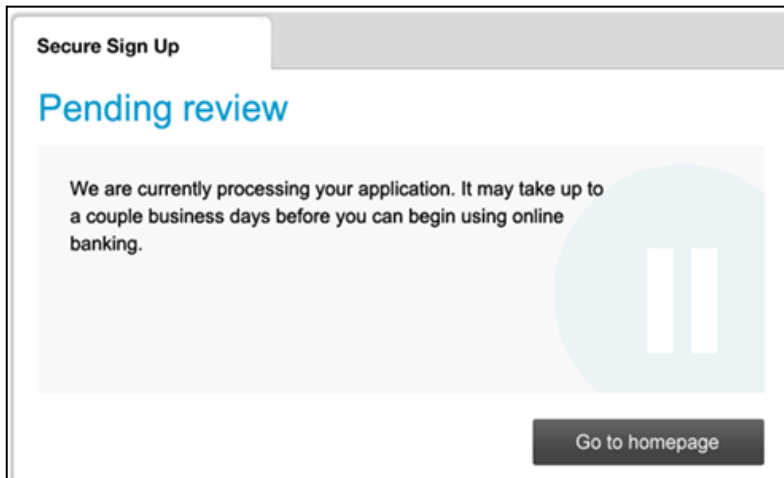 Secure Sign Up
Pending review
We are currently processing your application. It may take up to
a couple business days before you can begin using online
banking.
Go to homepage